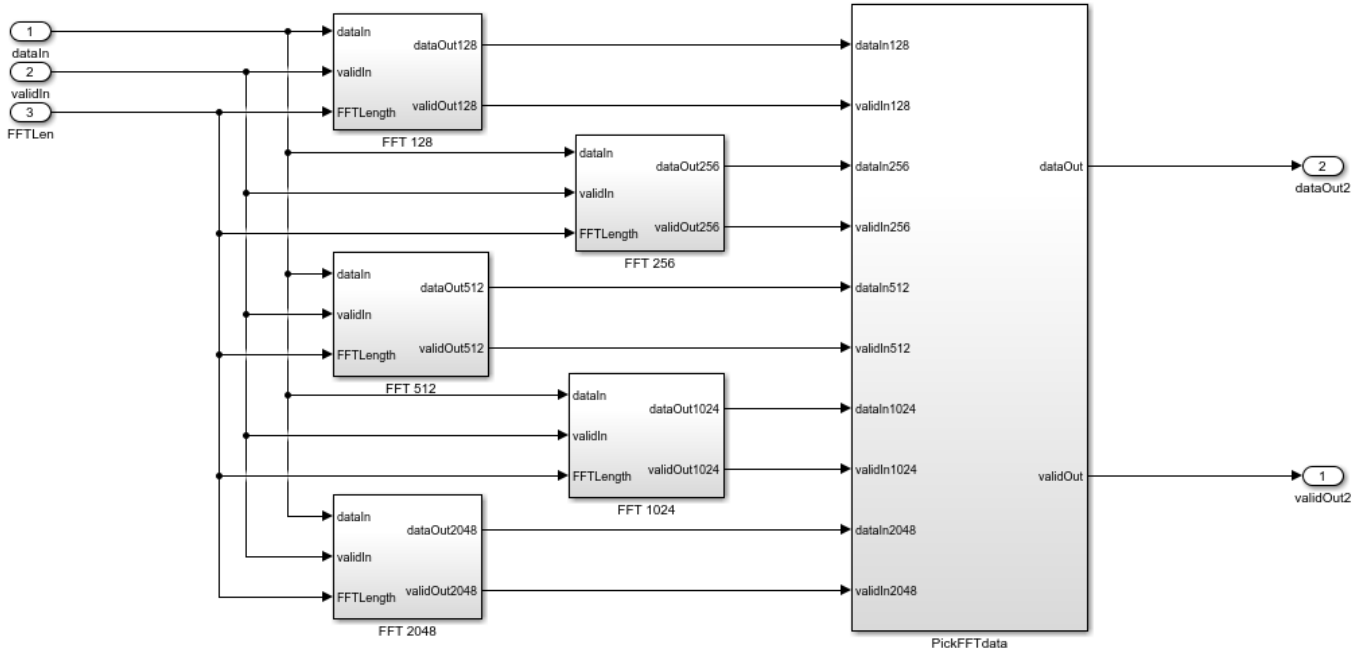 1
dataIn
2
validIn
3
FFTLen
dataIn
validIn
FFTLength
dataOut128
validOut128
FFT 128
dataIn
validIn
FFTLength
dataOut256
validOut256
FFT 256
dataIn
validIn
FFTLength
dataOut512
validOut512
FFT 512
dataIn
validIn
FFTLength
dataOut1024
validOut1024
FFT 1024
dataIn
validIn
FFTLength
dataOut2048
validOut2048
FFT 2048
dataIn128
validIn128
dataIn256
validIn256
dataIn512
validIn512
dataIn1024
validIn1024
dataIn2048
validIn2048
dataOut
validOut
PickFFTdata
2
dataOut2
1
validOut2